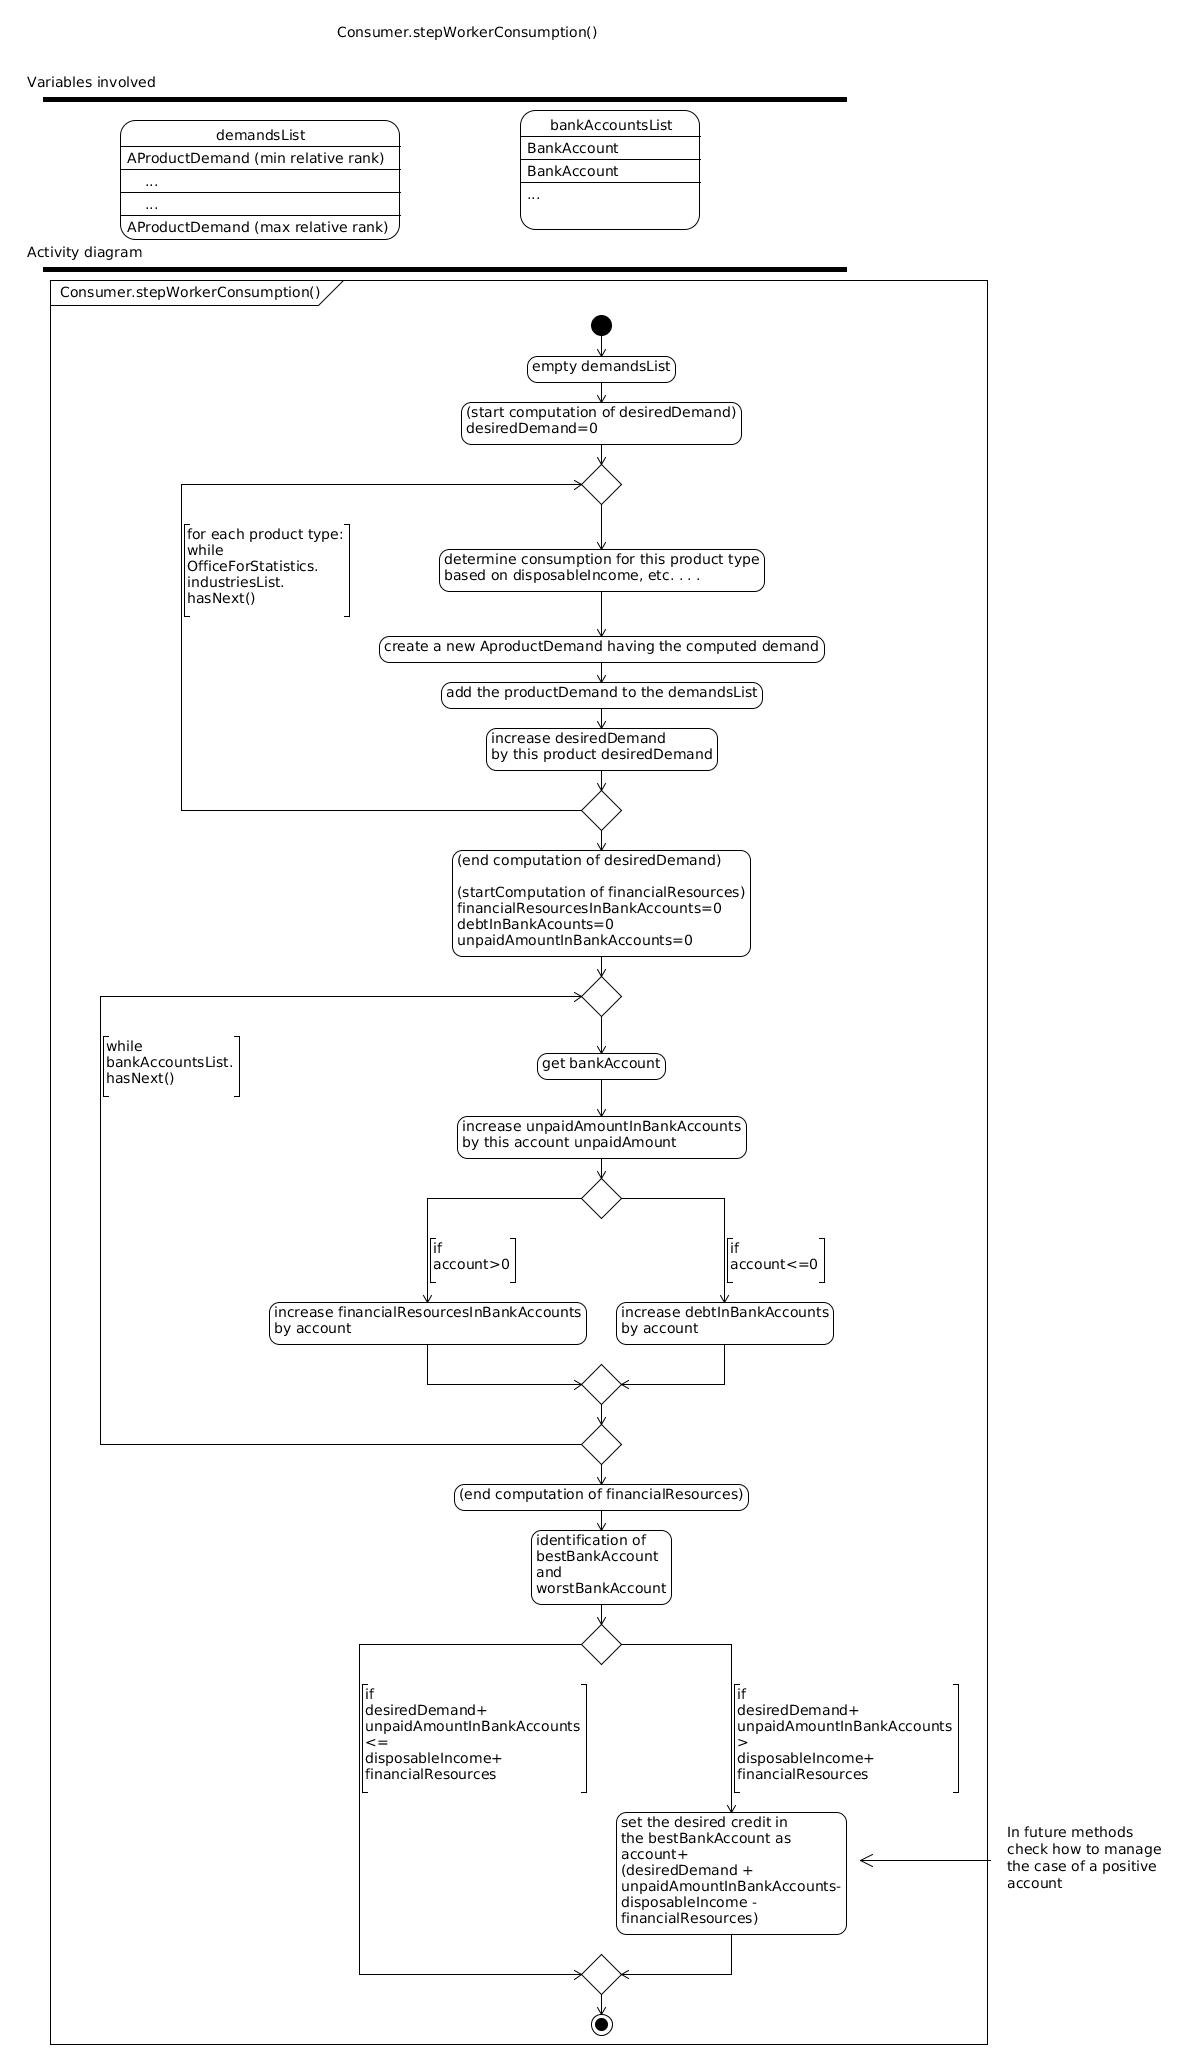 Consumer.stepWorkerConsumption()
Variables involved
demandsList
AProductDemand (min relative rank)
...
...
AProductDemand (max relative rank)
bankAccountsList
BankAccount
BankAccount
...
Activity diagram
Consumer.stepWorkerConsumption()
empty demandsList
(start computation of desiredDemand)
desiredDemand=0
for each product type:
while
OfficeForStatistics.
industriesList.
hasNext()
determine consumption for this product type
based on disposableIncome, etc. . . .
create a new AproductDemand having the computed demand
add the productDemand to the demandsList
increase desiredDemand
by this product desiredDemand
(end computation of desiredDemand)
(startComputation of financialResources)
financialResourcesInBankAccounts=0
debtInBankAcounts=0
unpaidAmountInBankAccounts=0
while
bankAccountsList.
hasNext()
get bankAccount
increase unpaidAmountInBankAccounts
by this account unpaidAmount
if
account>0
if
account<=0
increase financialResourcesInBankAccounts
by account
increase debtInBankAccounts
by account
(end computation of financialResources)
identification of
bestBankAccount
and
worstBankAccount
if
desiredDemand+
unpaidAmountInBankAccounts
<=
disposableIncome+
financialResources
if
desiredDemand+
unpaidAmountInBankAccounts
>
disposableIncome+
financialResources
set the desired credit in
the bestBankAccount as
account+
(desiredDemand +
unpaidAmountInBankAccounts-
disposableIncome -
financialResources)
In future methods
check how to manage
the case of a positive
account